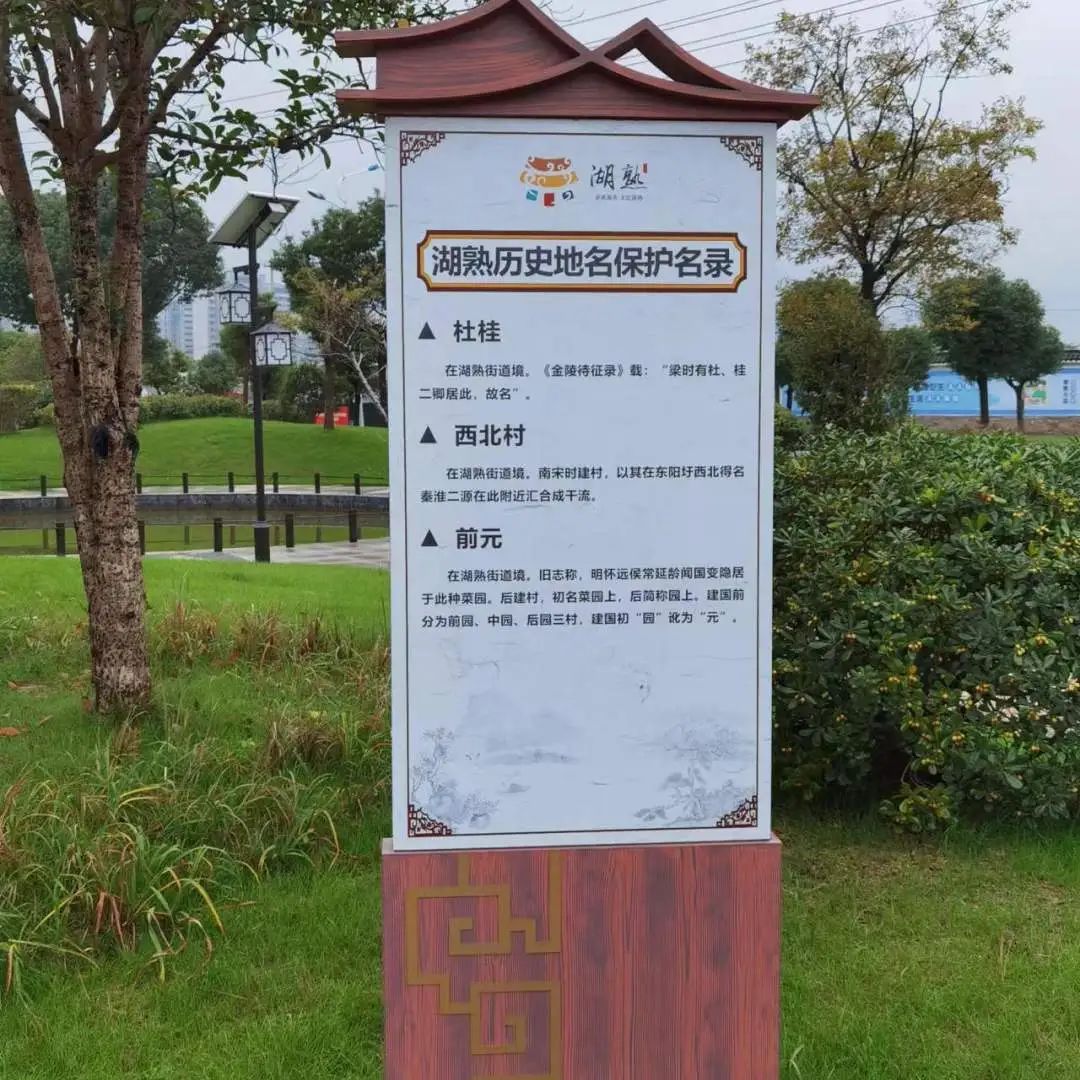 湖熟
湖熟历史地名保护名录
▲ 杜桂
在湖熟街道境。《金陵待征录》载：“梁时有杜、桂
二卿居此，故名”。
▲ 西北村
在湖熟街道境。南宋时建村，以其在东阳圩西北得名
秦淮二源在此附近汇合成干流。
▲ 前元
在湖熟街道境。旧志称，明怀远侯常延龄闻国变隐居
于此种菜园。后建村，初名菜园上，后简称园上。建国前
分为前园、中园、后园三村，建国初“园”讹为“元”。